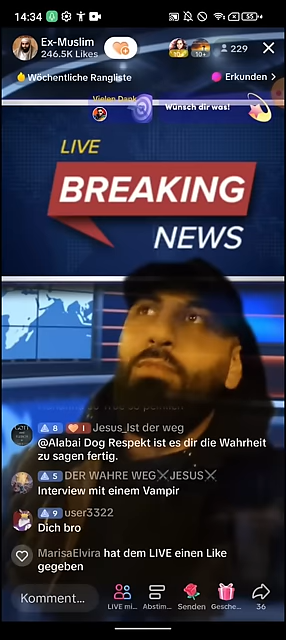 14:34
55
Ex-Muslim
246.5K Likes
10+
229
Wöchentliche Rangliste
Erkunden >
Vielen Dank
Wünsch dir was!
LIVE
BREAKING
NEWS
8 1 Jesus_Ist der weg
@Alabai Dog Respekt ist es dir die Wahrheit
zu sagen fertig.
5 DER WAHRE WEG⚔JESUS⚔
Interview mit einem Vampir
9 user3322
Dich bro
MarisaElvira hat dem LIVE einen Like
gegeben
Komment...
LIVE mi...
Abstim...
Senden
Gesche...
36